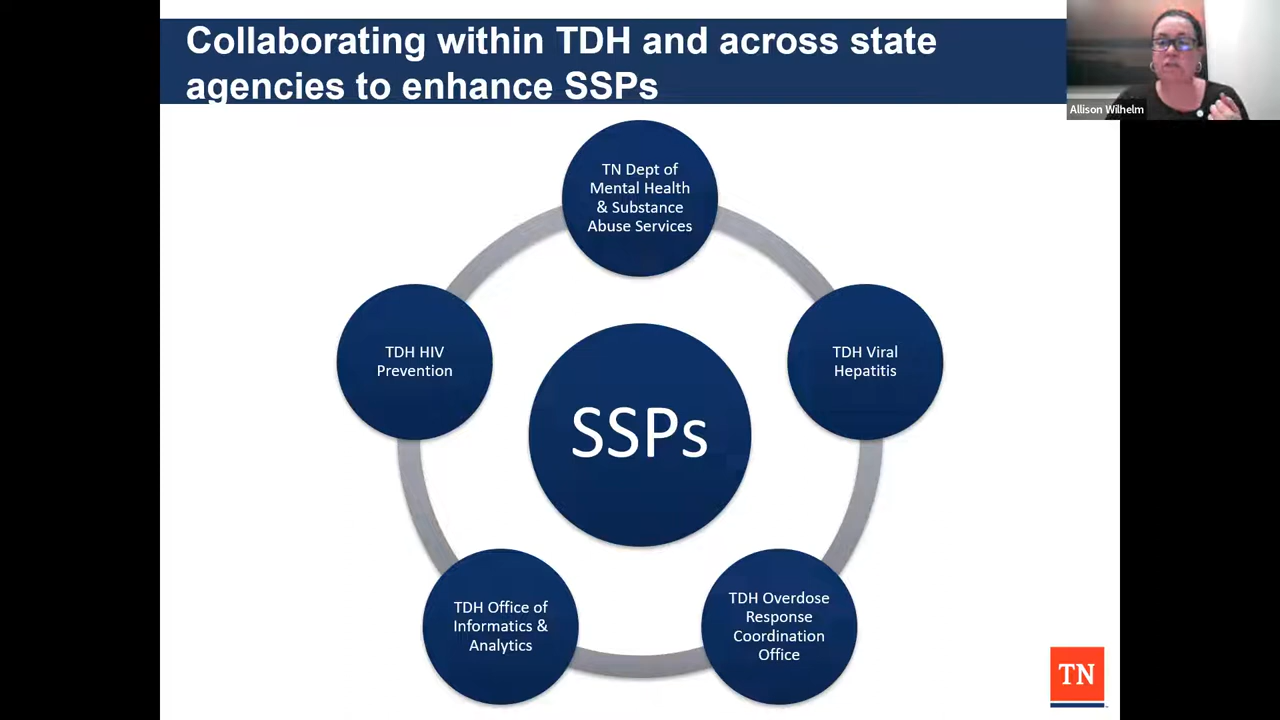 Collaborating within TDH and across state
agencies to enhance SSPs
Allison Wilhelm
TN Dept of
Mental Health
& Substance
Abuse Services
TDH HIV
Prevention
TDH Viral
Hepatitis
SSPs
TDH Office of
Informatics &
Analytics
TDH Overdose
Response
Coordination
Office
TN